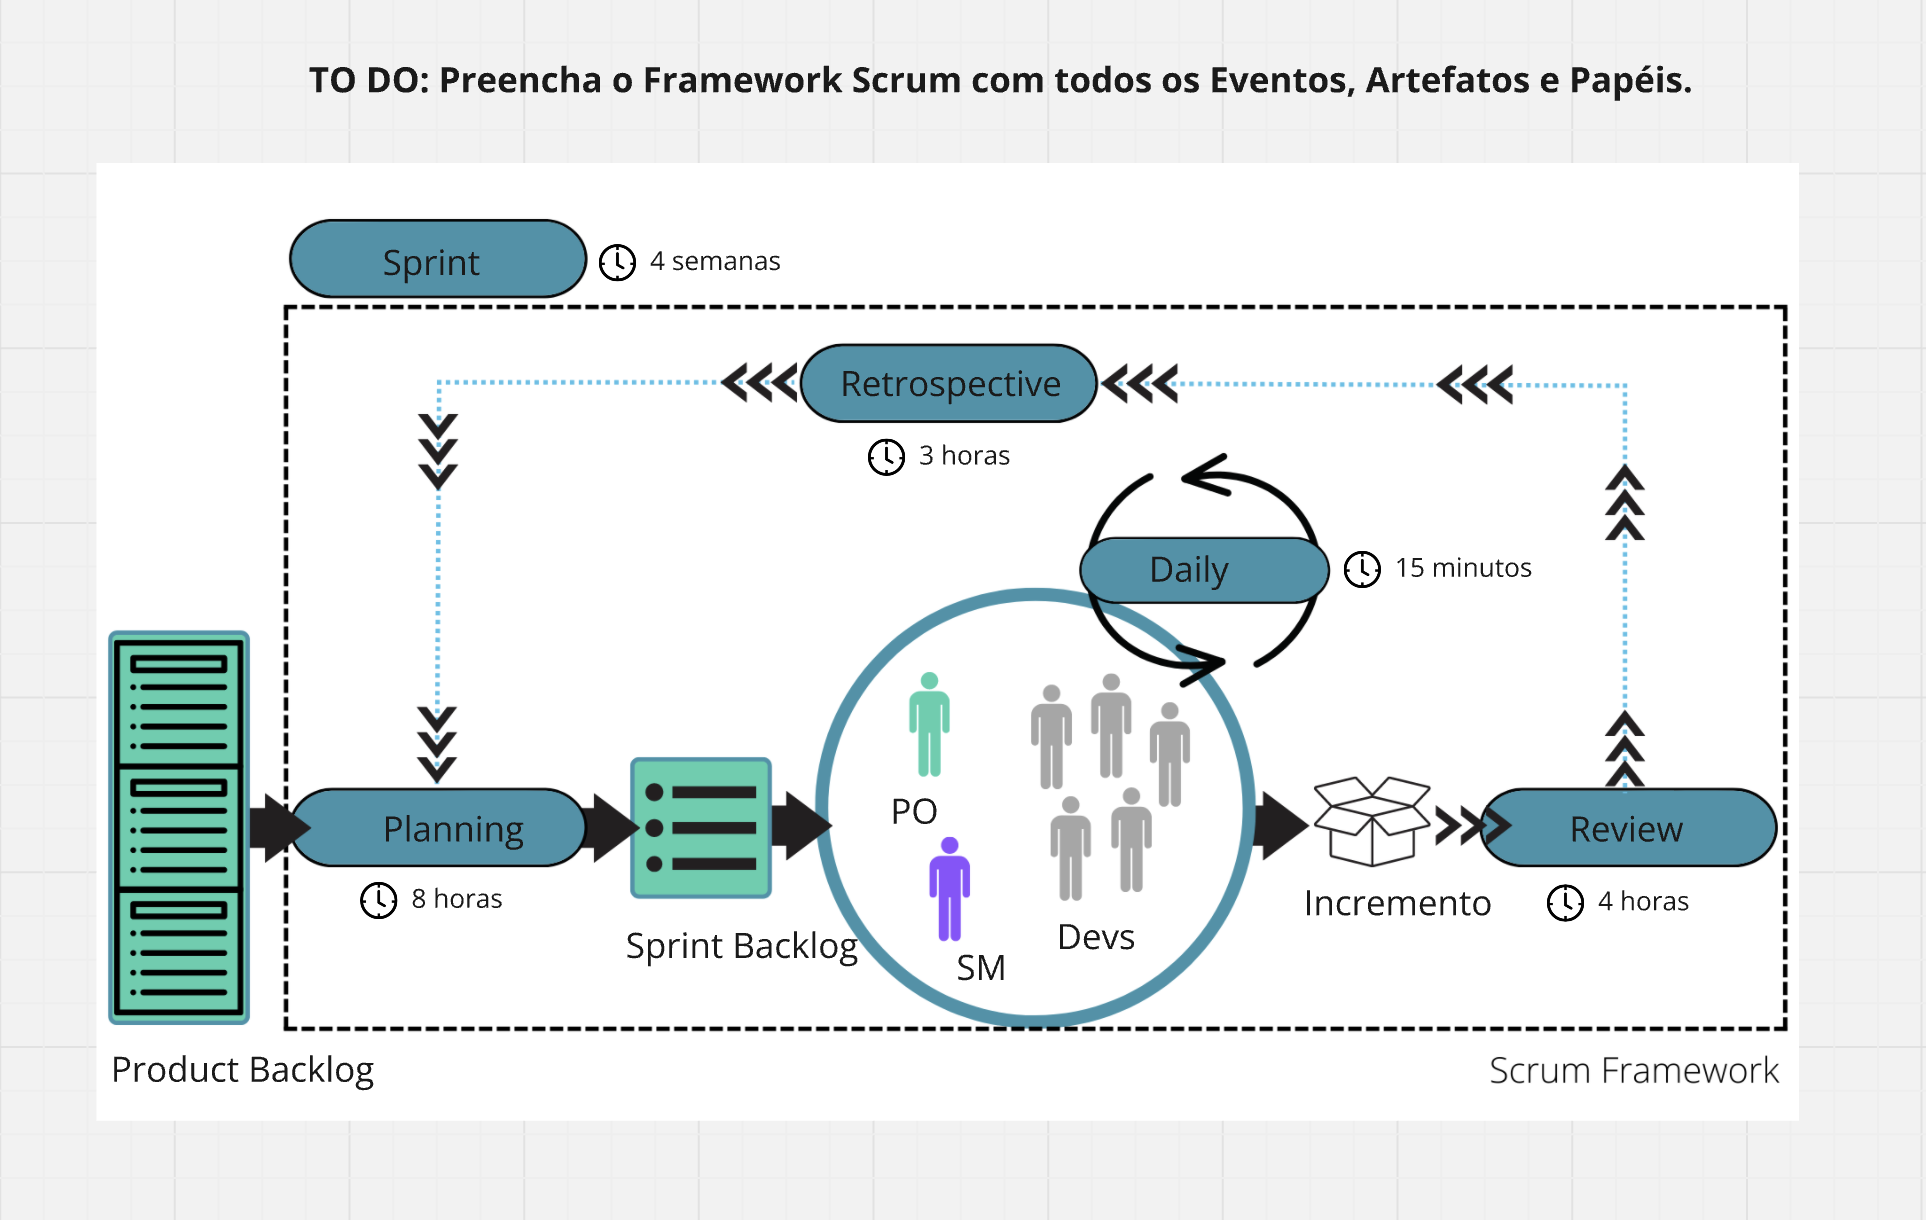 TO DO: Preencha o Framework Scrum com todos os Eventos, Artefatos e Papéis.
Sprint
4 semanas
Retrospective
3 horas
Daily
15 minutos
PO
Planning
Review
8 horas
Incremento
4 horas
Sprint Backlog
Devs
SM
Product Backlog
Scrum Framework